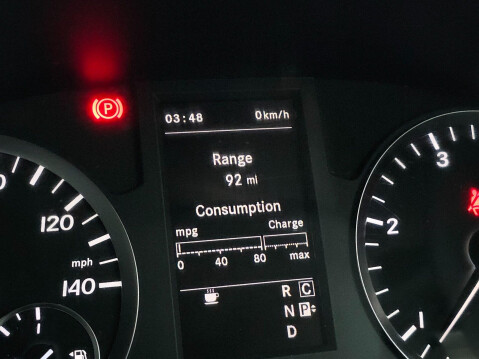 P
03:48 0km/h
Range
92 mi
Consumption
mpg Charge
0 40 80 max
R C
N P
D
120
mph
140
3
2